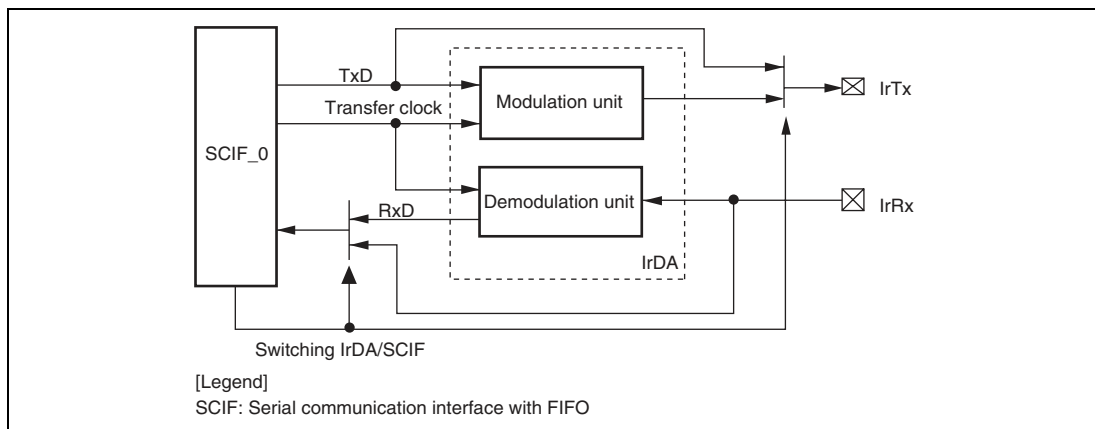 TxD
Modulation unit
IrTx
Transfer clock
SCIF_0
Demodulation unit
IrRx
RxD
IrDA
Switching IrDA/SCIF
[Legend]
SCIF: Serial communication interface with FIFO